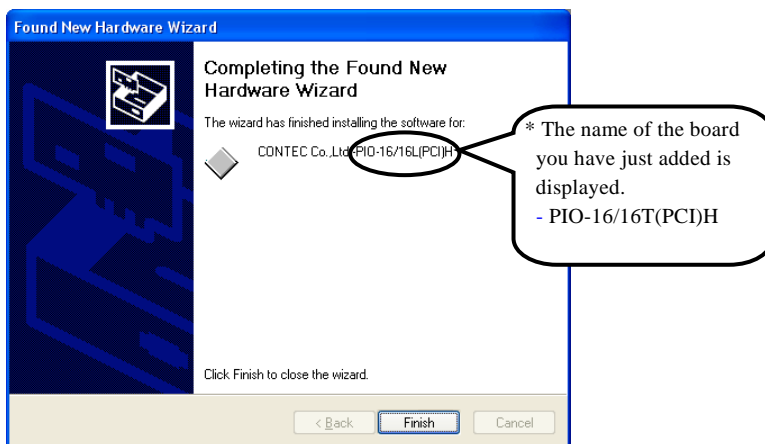 Found New Hardware Wizard
Completing the Found New
Hardware Wizard
The wizard has finished installing the software for:
CONTEC Co.,Ltd.-PIO-16/16L(PCI)H-
* The name of the board
you have just added is
displayed.
- PIO-16/16T(PCI)H
Click Finish to close the wizard.
< Back
Finish
Cancel